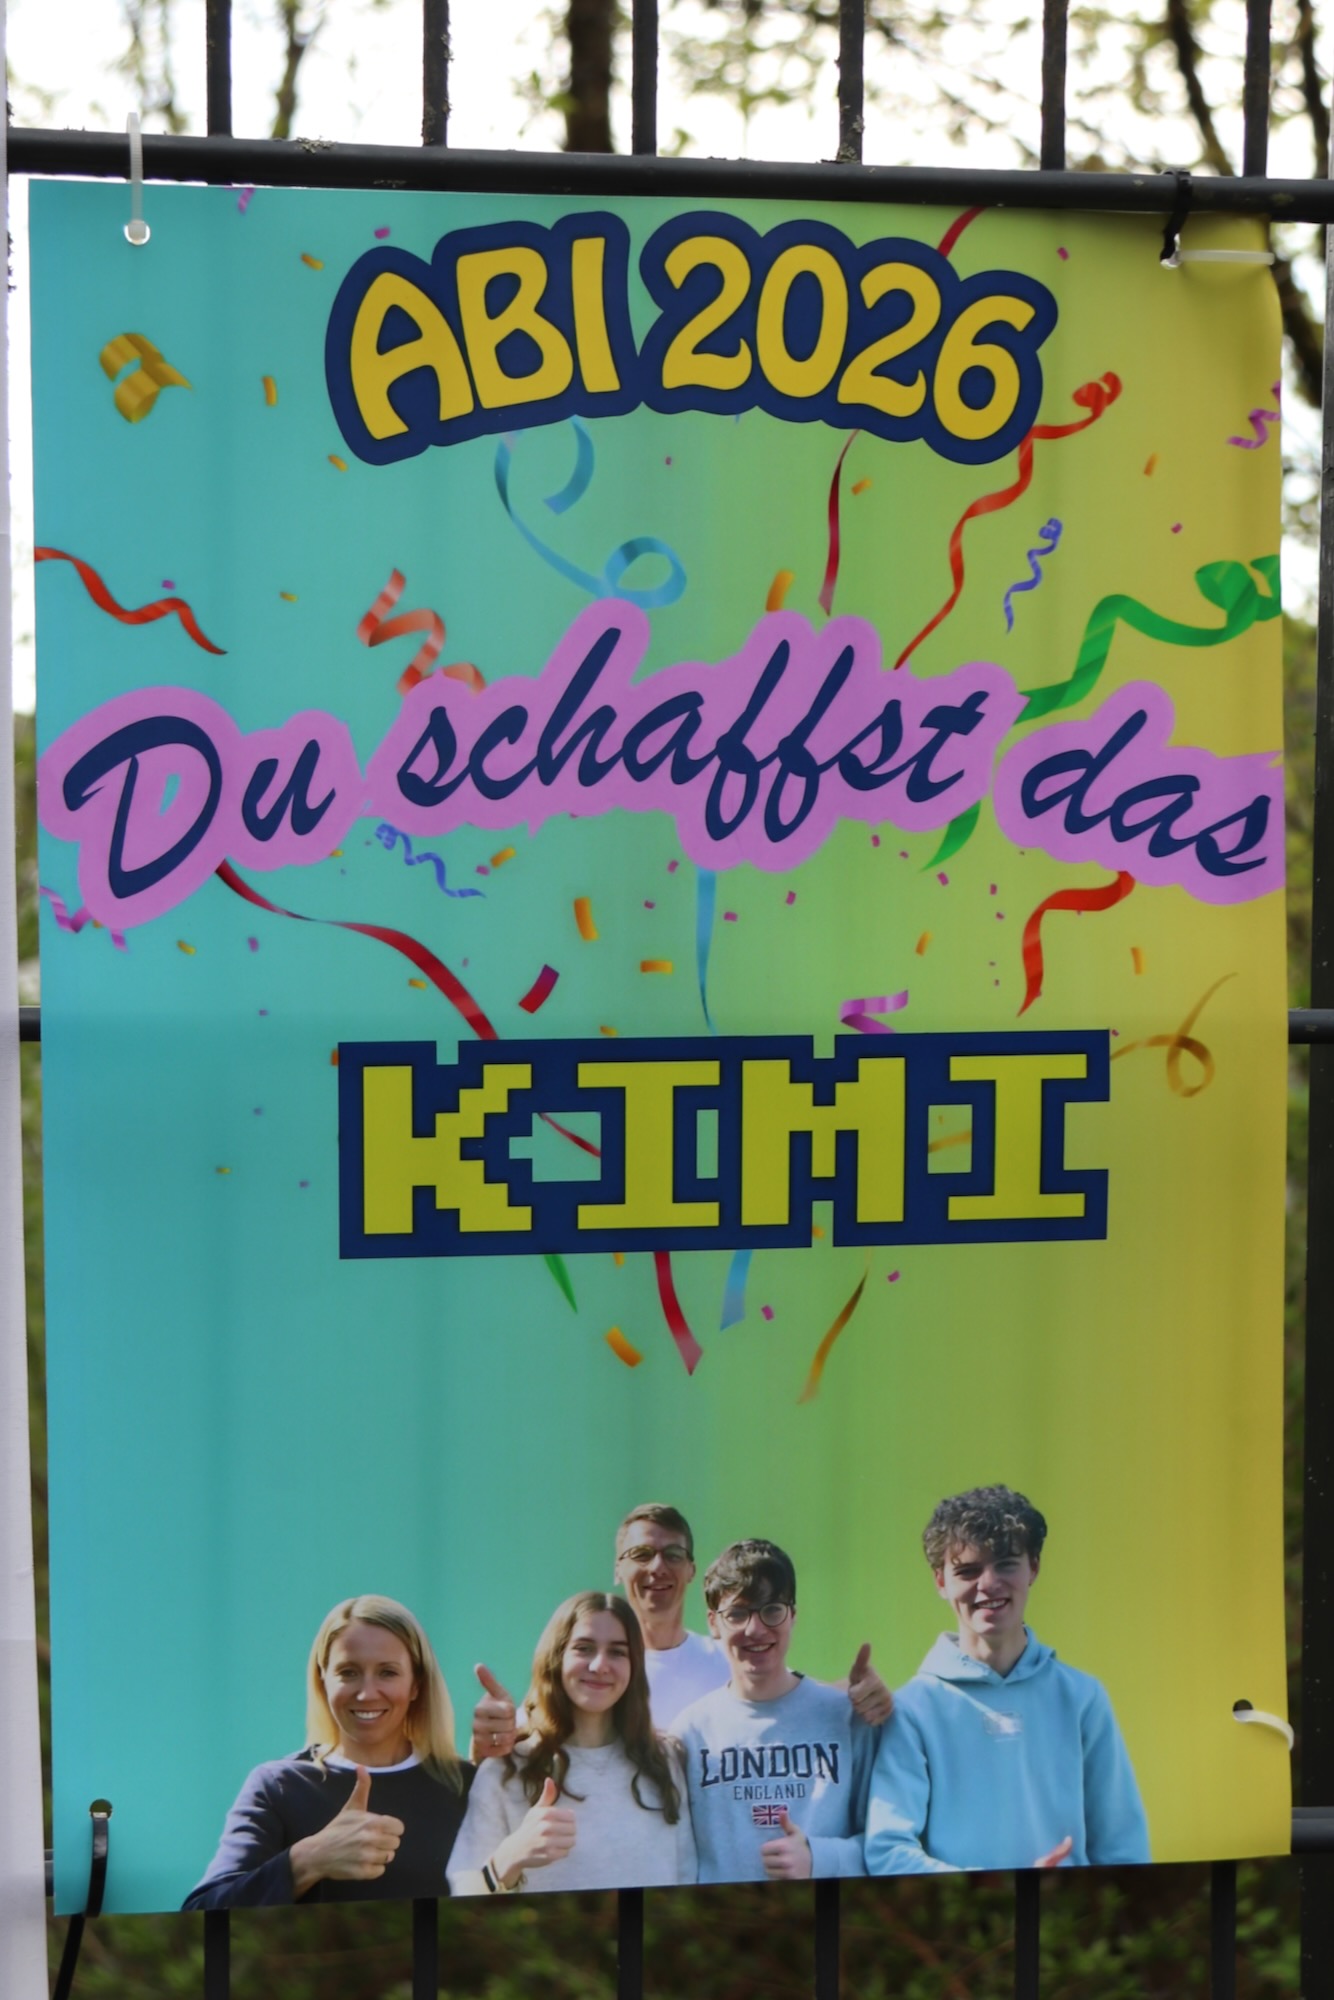 ABI 2026
Du schaffst das
KIMI
LONDON
ENGLAND